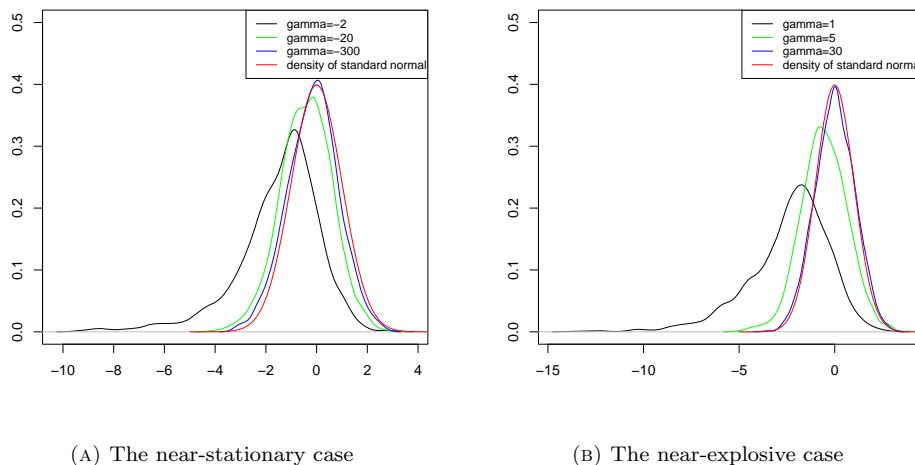 gamma=−2
gamma=−20
gamma=−300
density of standard normal
0.5
0.4
0.3
0.2
0.1
0.0
−10 −8 −6 −4 −2 0 2 4
(A) The near-stationary case
gamma=1
gamma=5
gamma=30
density of standard norma
0.5
0.4
0.3
0.2
0.1
0.0
−15 −10 −5 0
(B) The near-explosive case